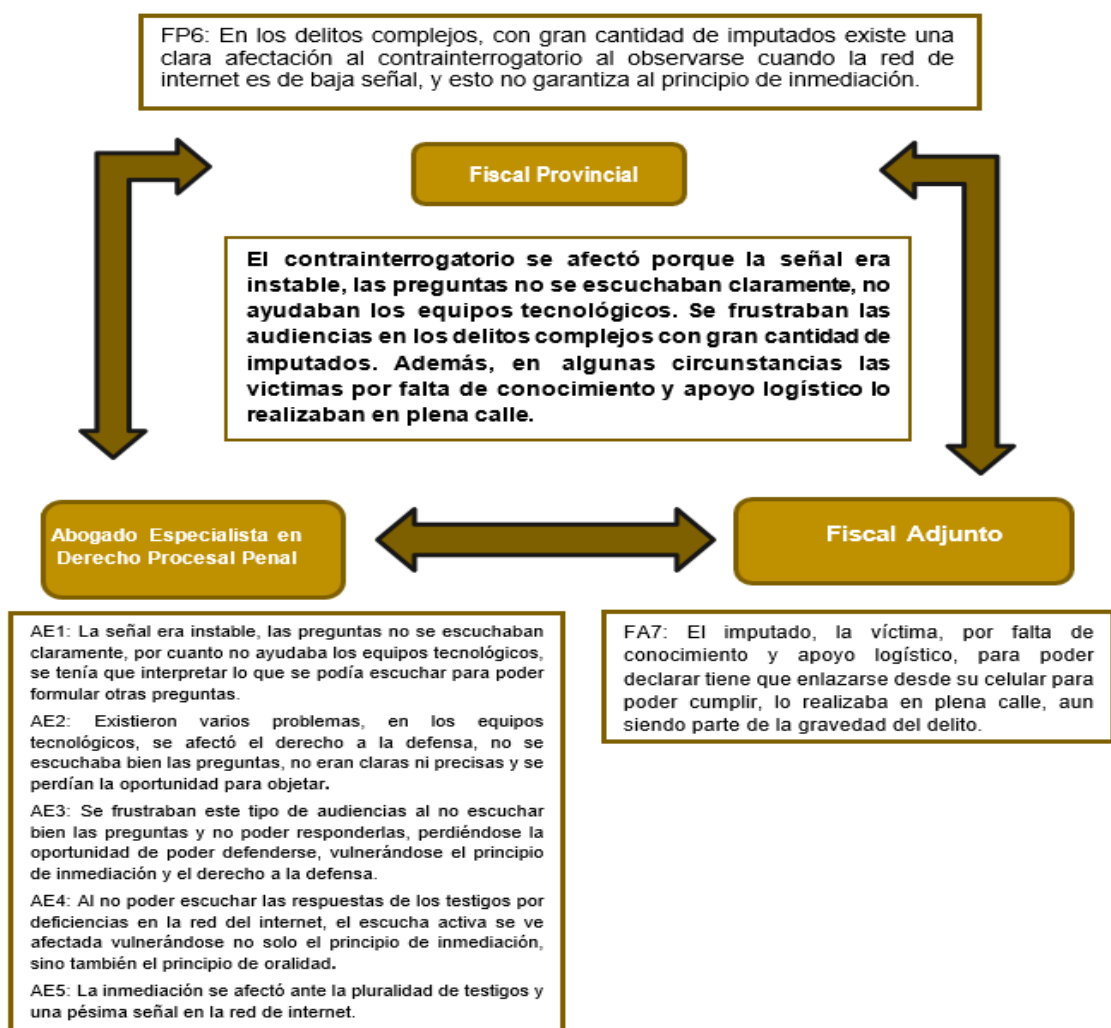 FP6: En los delitos complejos, con gran cantidad de imputados existe una
clara afectación al contrainterrogatorio al observarse cuando la red de
internet es de baja señal, y esto no garantiza al principio de inmediación.
Fiscal Provincial
El contrainterrogatorio se afectó porque la señal era
instable, las preguntas no se escuchaban claramente, no
ayudaban los equipos tecnológicos. Se frustraban las
audiencias en los delitos complejos con gran cantidad de
imputados. Además, en algunas circunstancias las
victimas por falta de conocimiento y apoyo logístico lo
realizaban en plena calle.
Abogado Especialista en
Derecho Procesal Penal
Fiscal Adjunto
AE1: La señal era instable, las preguntas no se escuchaban
claramente, por cuanto no ayudaba los equipos tecnológicos,
se tenía que interpretar lo que se podía escuchar para poder
formular otras preguntas.
AE2: Existieron varios problemas, en los equipos
tecnológicos, se afectó el derecho a la defensa, no se
escuchaba bien las preguntas, no eran claras ni precisas y se
perdían la oportunidad para objetar.
AE3: Se frustraban este tipo de audiencias al no escuchar
bien las preguntas y no poder responderlas, perdiéndose la
oportunidad de poder defenderse, vulnerándose el principio
de inmediación y el derecho a la defensa.
AE4: Al no poder escuchar las respuestas de los testigos por
deficiencias en la red del internet, el escucha activa se ve
afectada vulnerándose no solo el principio de inmediación,
sino también el principio de oralidad.
AE5: La inmediación se afectó ante la pluralidad de testigos y
una pésima señal en la red de internet.
FA7: El imputado, la víctima, por falta de
conocimiento y apoyo logístico, para poder
declarar tiene que enlazarse desde su celular para
poder cumplir, lo realizaba en plena calle, aun
siendo parte de la gravedad del delito.